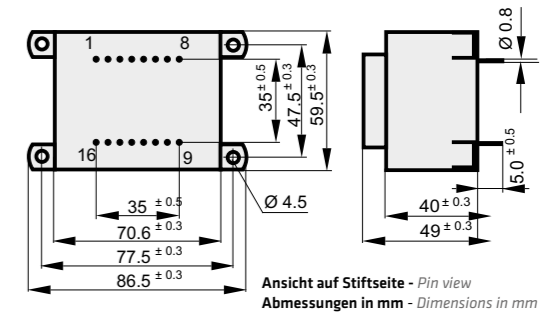 1 8
16 9
35 ± 0.5
47.5 ± 0.3
59.5 ± 0.3
Ø 4.5
35 ± 0.5
70.6 ± 0.3
77.5 ± 0.3
86.5 ± 0.3
Ø 0.8
5.0 ± 0.5
40 ± 0.3
49 ± 0.3
Ansicht auf Stiftseite - Pin view
Abmessungen in mm - Dimensions in mm